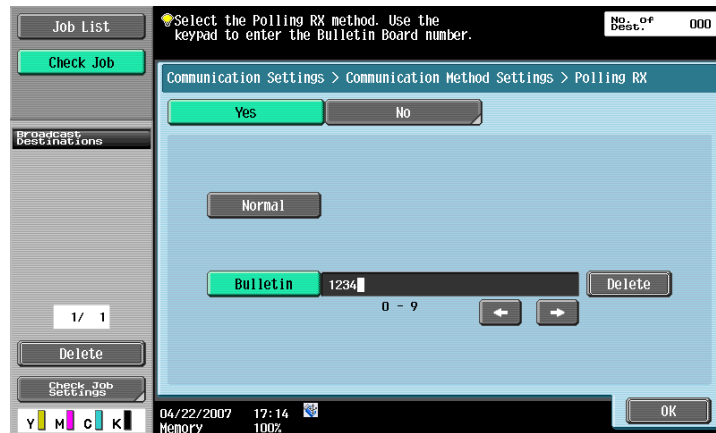 Job List
Check Job
Select the Polling RX method. Use the
keypad to enter the Bulletin Board number.
No. of
Dest.
000
Communication Settings > Communication Method Settings > Polling RX
Yes
No
Broadcast
Destinations
Normal
Bulletin
1234
Delete
0 - 9
1/ 1
Delete
Check Job
Settings
Y M C K
04/22/2007 17:14
Memory 100%
OK